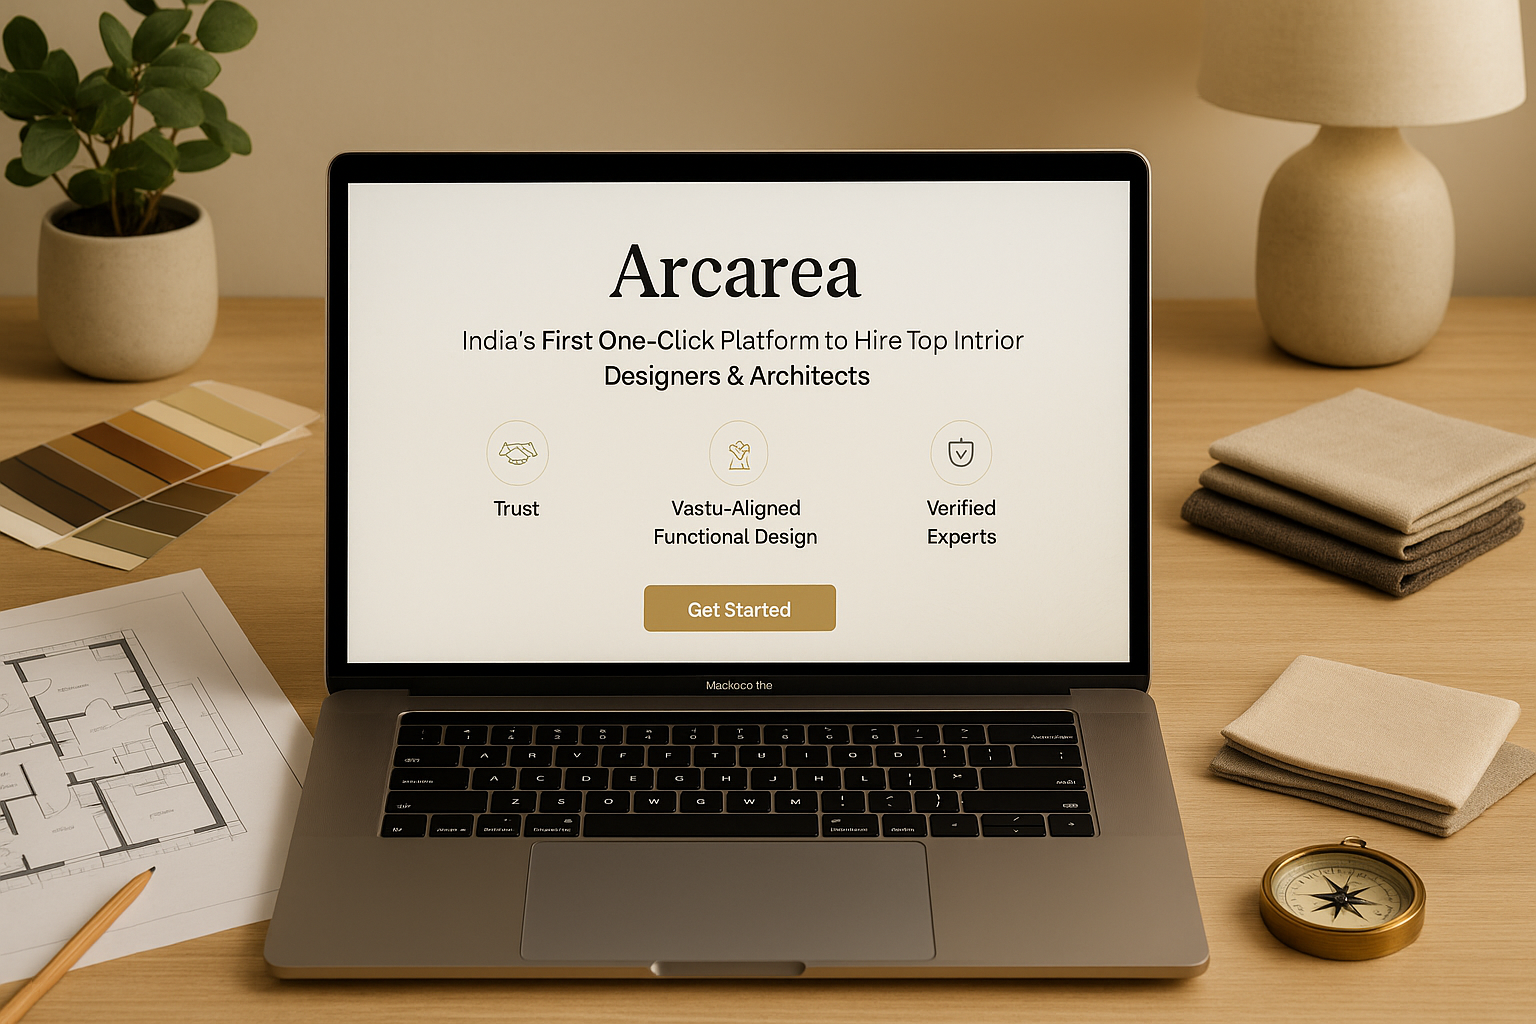 Arcarea
India's First One-Click Platform to Hire Top Intrior
Designers & Architects
Trust
Vastu-Aligned
Functional Design
Verified
Experts
Get Started
Mackoco the
A R V F F T U I O D
A C D E G H J H L
Z S O W G W M